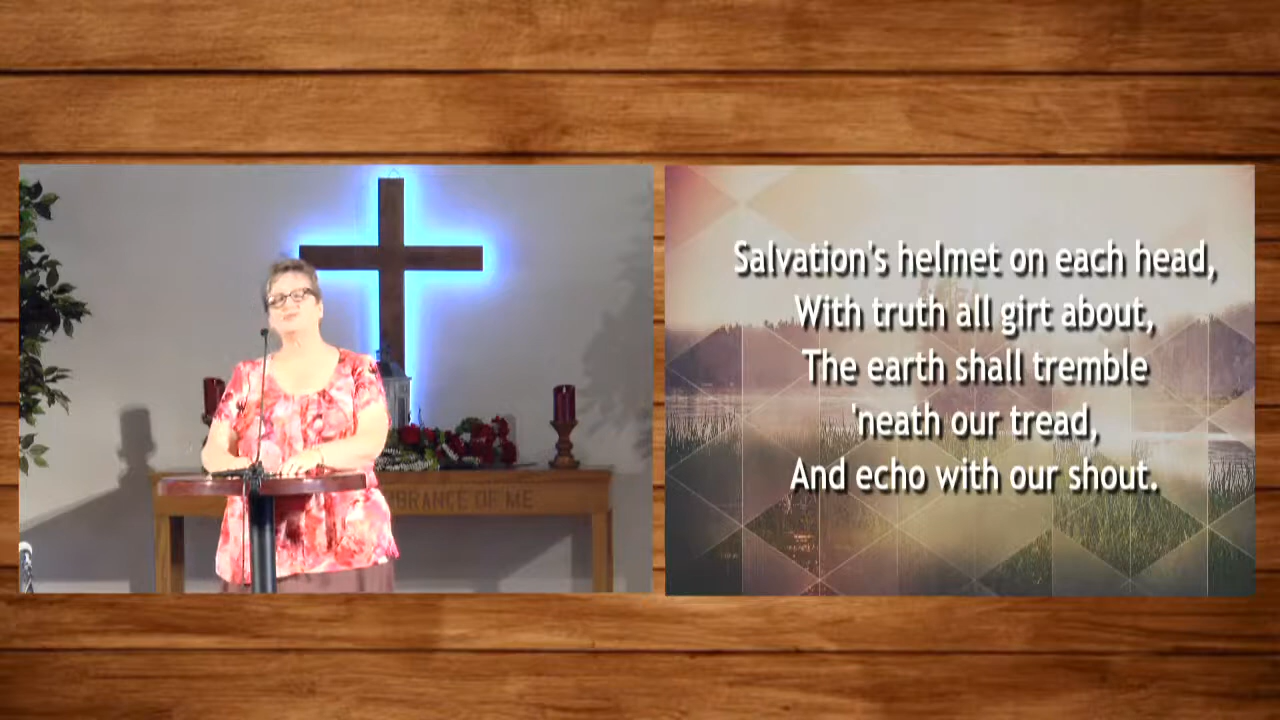 BRANCE OF ME
Salvation's helmet on each head,
With truth all girt about,
The earth shall tremble
'neath our tread,
And echo with our shout.